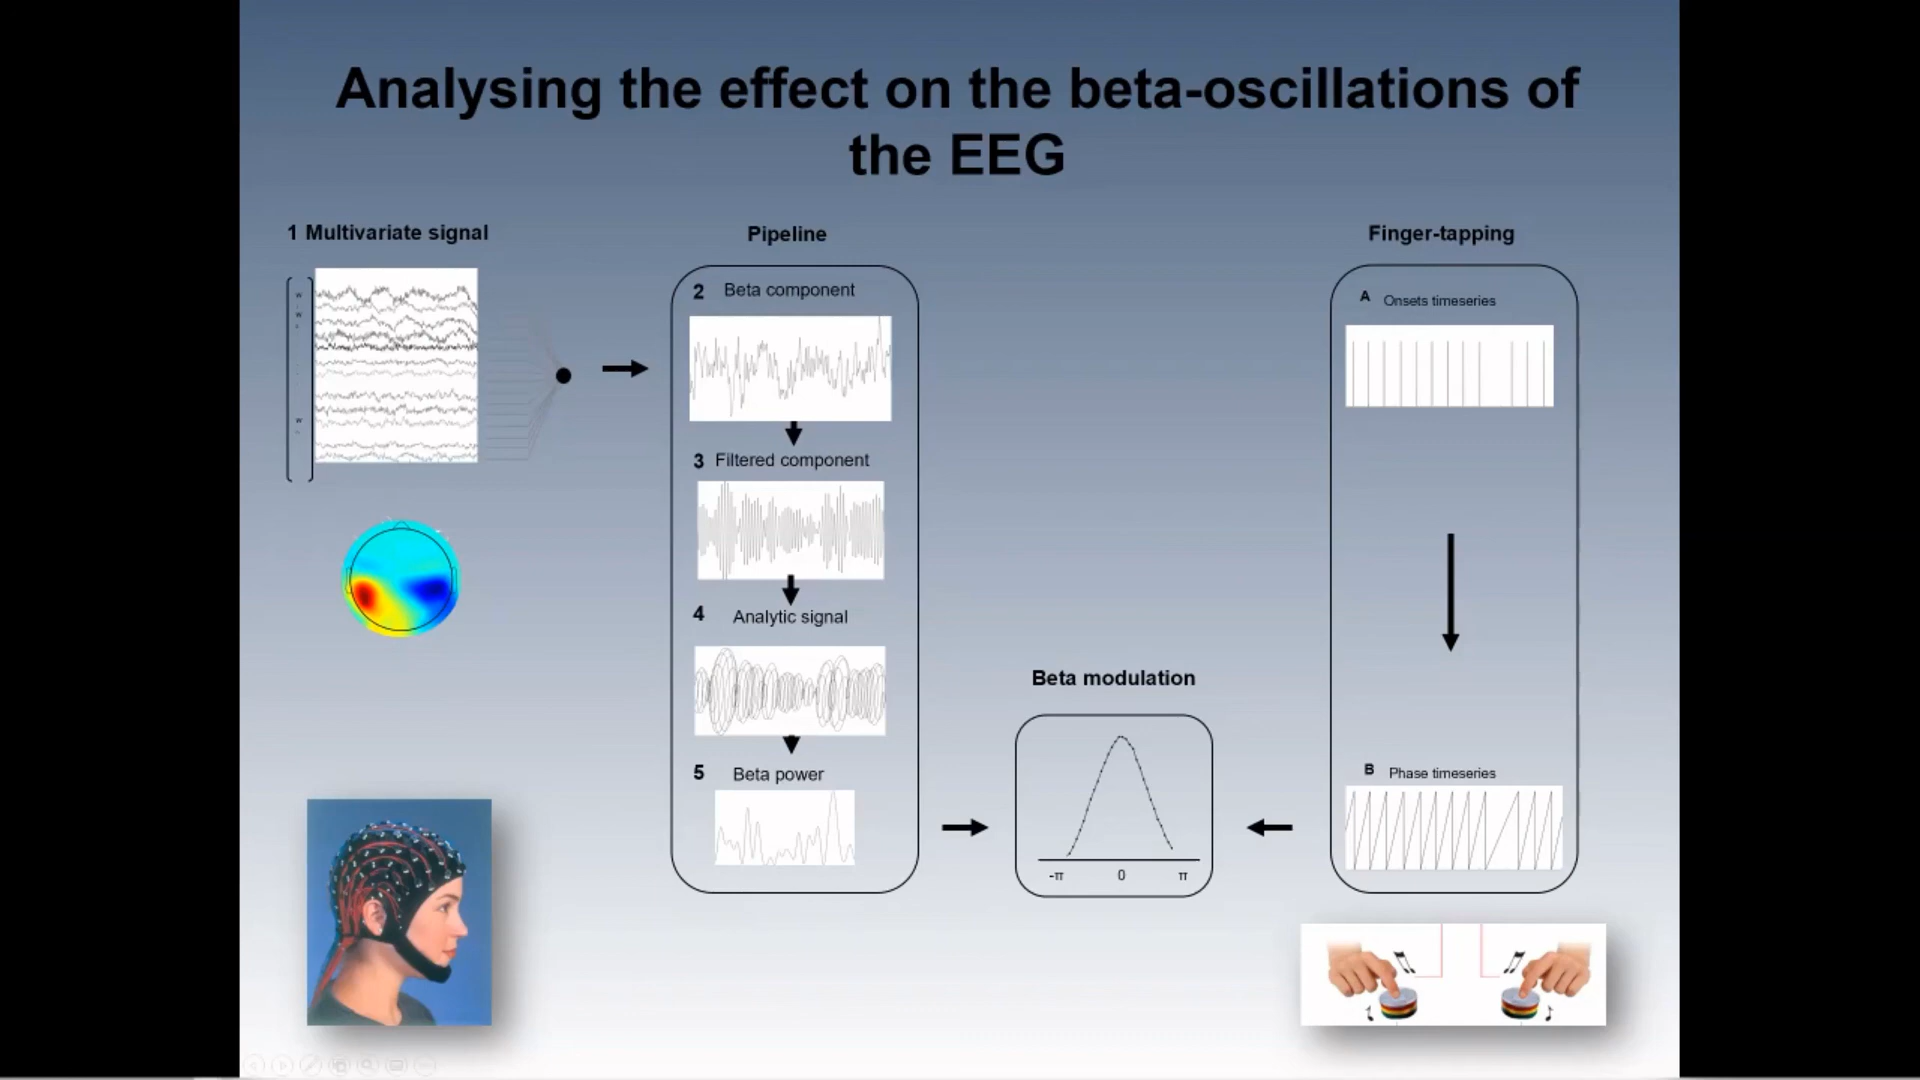 Analysing the effect on the beta-oscillations of
the EEG
1 Multivariate signal
W
W
W
Pipeline
2 Beta component
3 Filtered component
4 Analytic signal
5 Beta power
Beta modulation
-π 0 π
Finger-tapping
A Onsets timeseries
B Phase timeseries